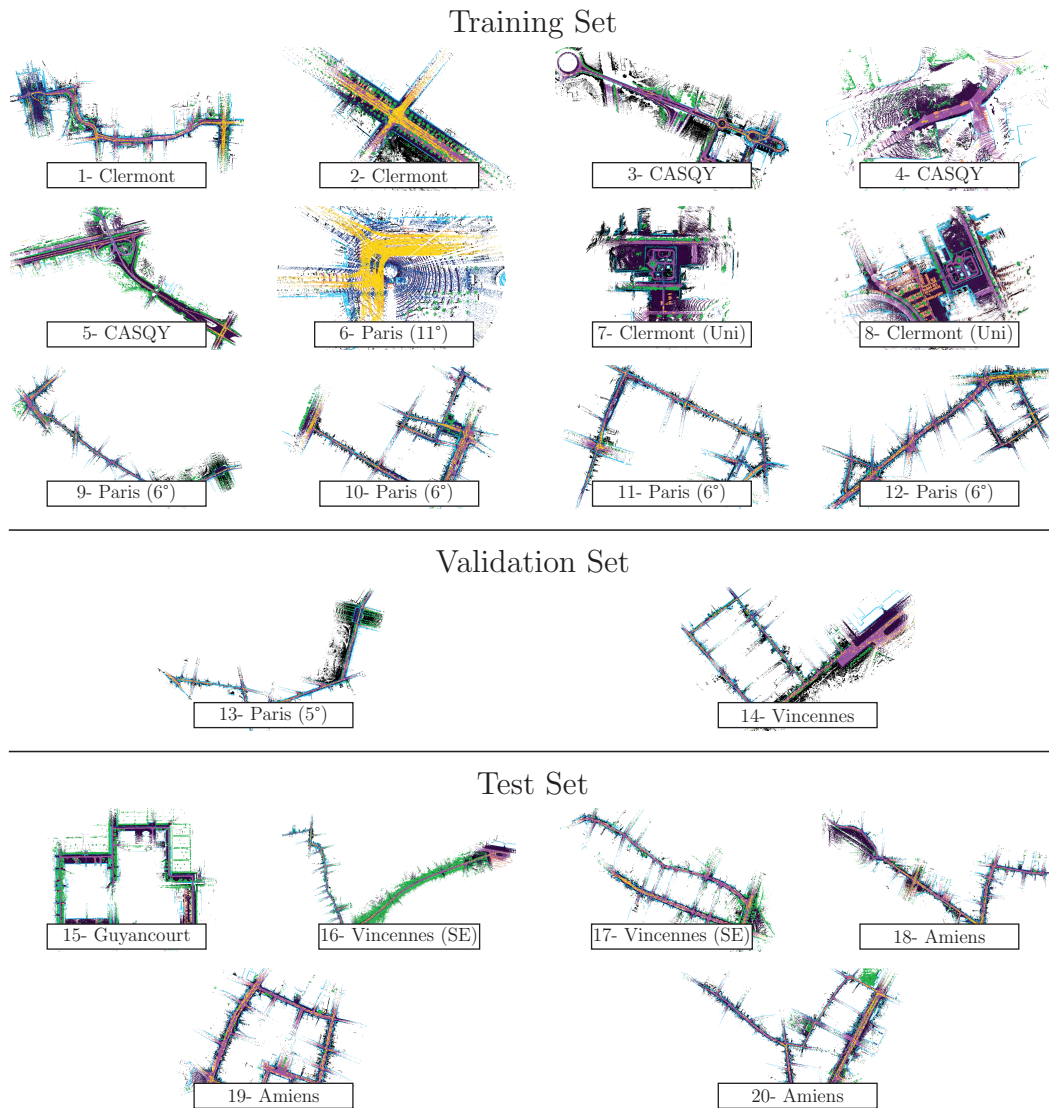 Training Set
1- Clermont
2- Clermont
3- CASQY
4- CASQY
5- CASQY
6- Paris (11°)
7- Clermont (Uni)
8- Clermont (Uni)
9- Paris (6°)
10- Paris (6°)
11- Paris (6°)
12- Paris (6°)
Validation Set
13- Paris (5°)
14- Vincennes
Test Set
15- Guyancourt
16- Vincennes (SE)
17- Vincennes (SE)
18- Amiens
19- Amiens
20- Amiens